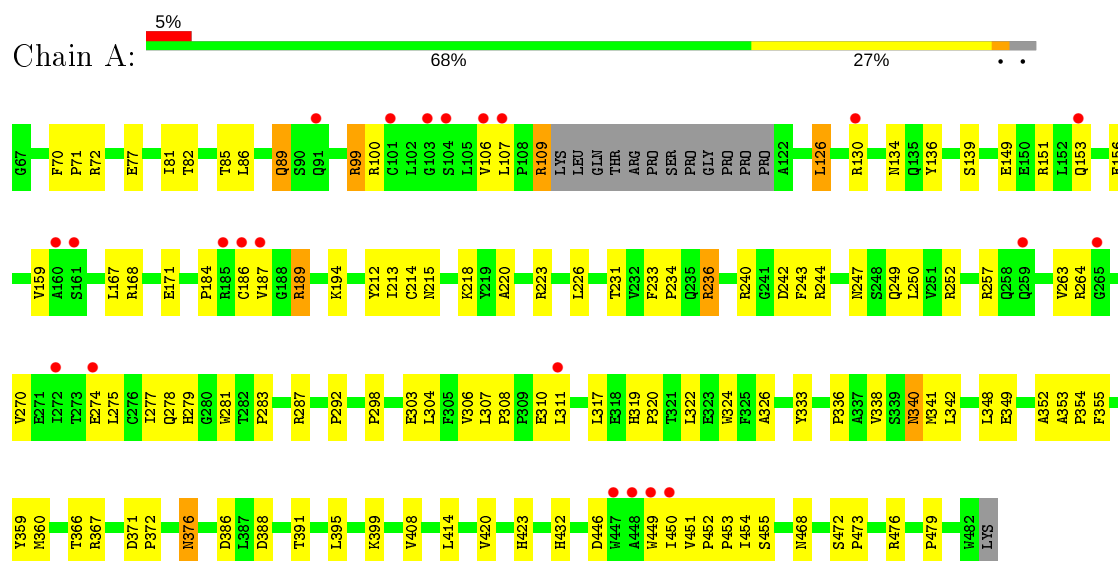 5%
Chain A:
68% 27% • •
G67 F70 P71 R72 E77 I81 T82 T85 L86 Q89 S90 Q91 R99 R100 C101 L102 G103 S104 L105 V106 L107 P108 R109 LYS LEU GLN THR ARG PRO SER PRO GLY PRO PRO PRO A122 L126 R130 N134 Q135 Y136 S139 E149 E150 R151 L152 Q153
V159 A160 S161 L167 R168 E171 P184 R185 C186 V187 G188 R189 K194 Y212 I213 C214 N215 K218 Y219 A220 R223 L226 T231 V232 F233 P234 Q235 R236 R240 G241 D242 F243 R244 N247 S248 Q249 L250 V251 R252 R257 Q258 Q259 V263 R264 G265
V270 E271 I272 T273 E274 L275 C276 I277 Q278 H279 G280 W281 T282 P283 R287 P292 P298 E303 L304 F305 V306 L307 P308 P309 E310 L311 L317 E318 H319 P320 T321 L322 E323 W324 F325 A326 Y333 P336 A337 V338 S339 N340 M341 L342 L348 E349 A352 A353 P354 F355
Y359 M360 T366 R367 D371 P372 N376 D386 L387 D388 T391 L395 K399 V408 L414 V420 H423 H432 D446 W447 A448 W449 I450 V451 P452 P453 I454 S455 N468 S472 P473 R476 P479 W482 LYS